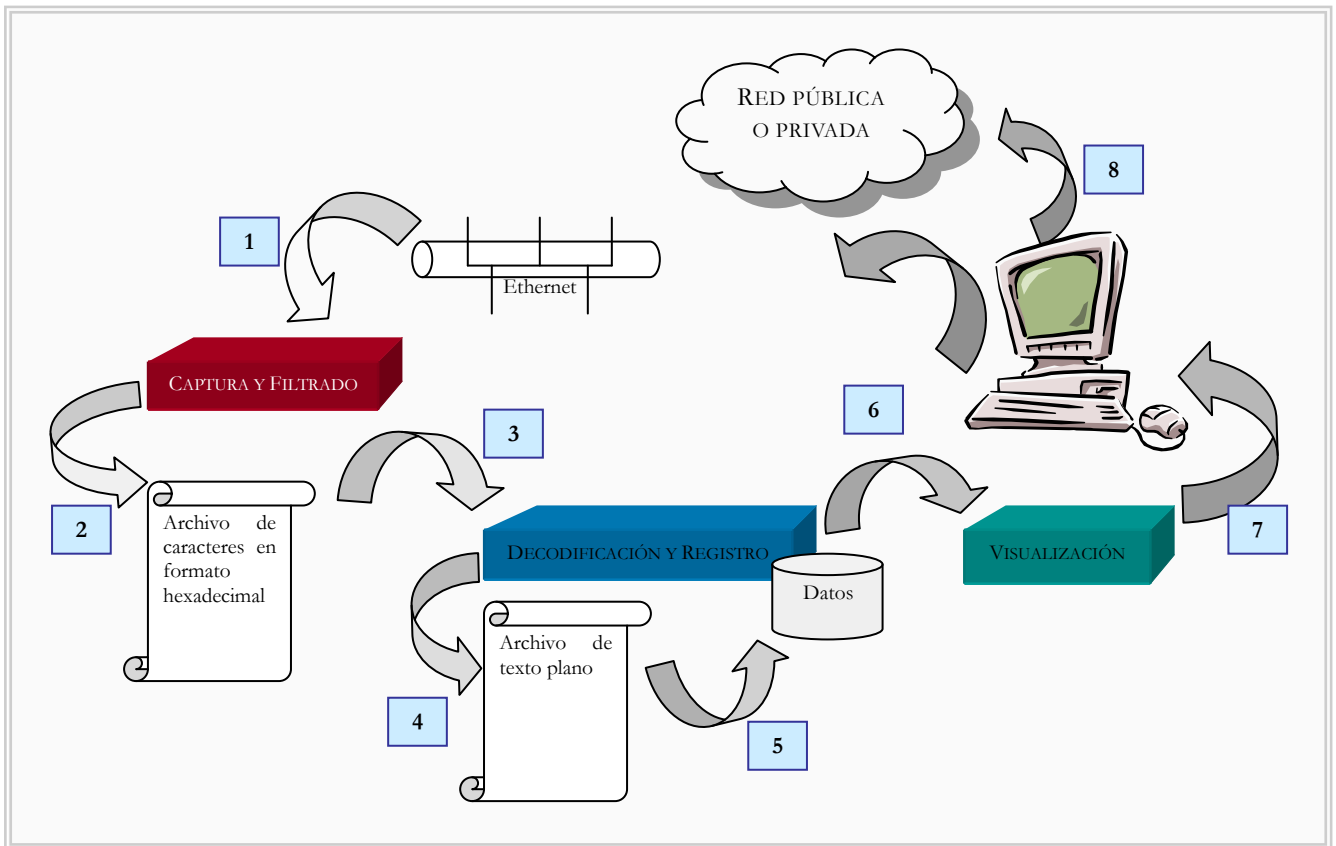 RED PÚBLICA
O PRIVADA
8
1
Ethernet
CAPTURA Y FILTRADO
6
3
2
Archivo de
caracteres en
formato
hexadecimal
DECODIFICACIÓN Y REGISTRO
VISUALIZACIÓN
7
Datos
Archivo de
texto plano
4
5